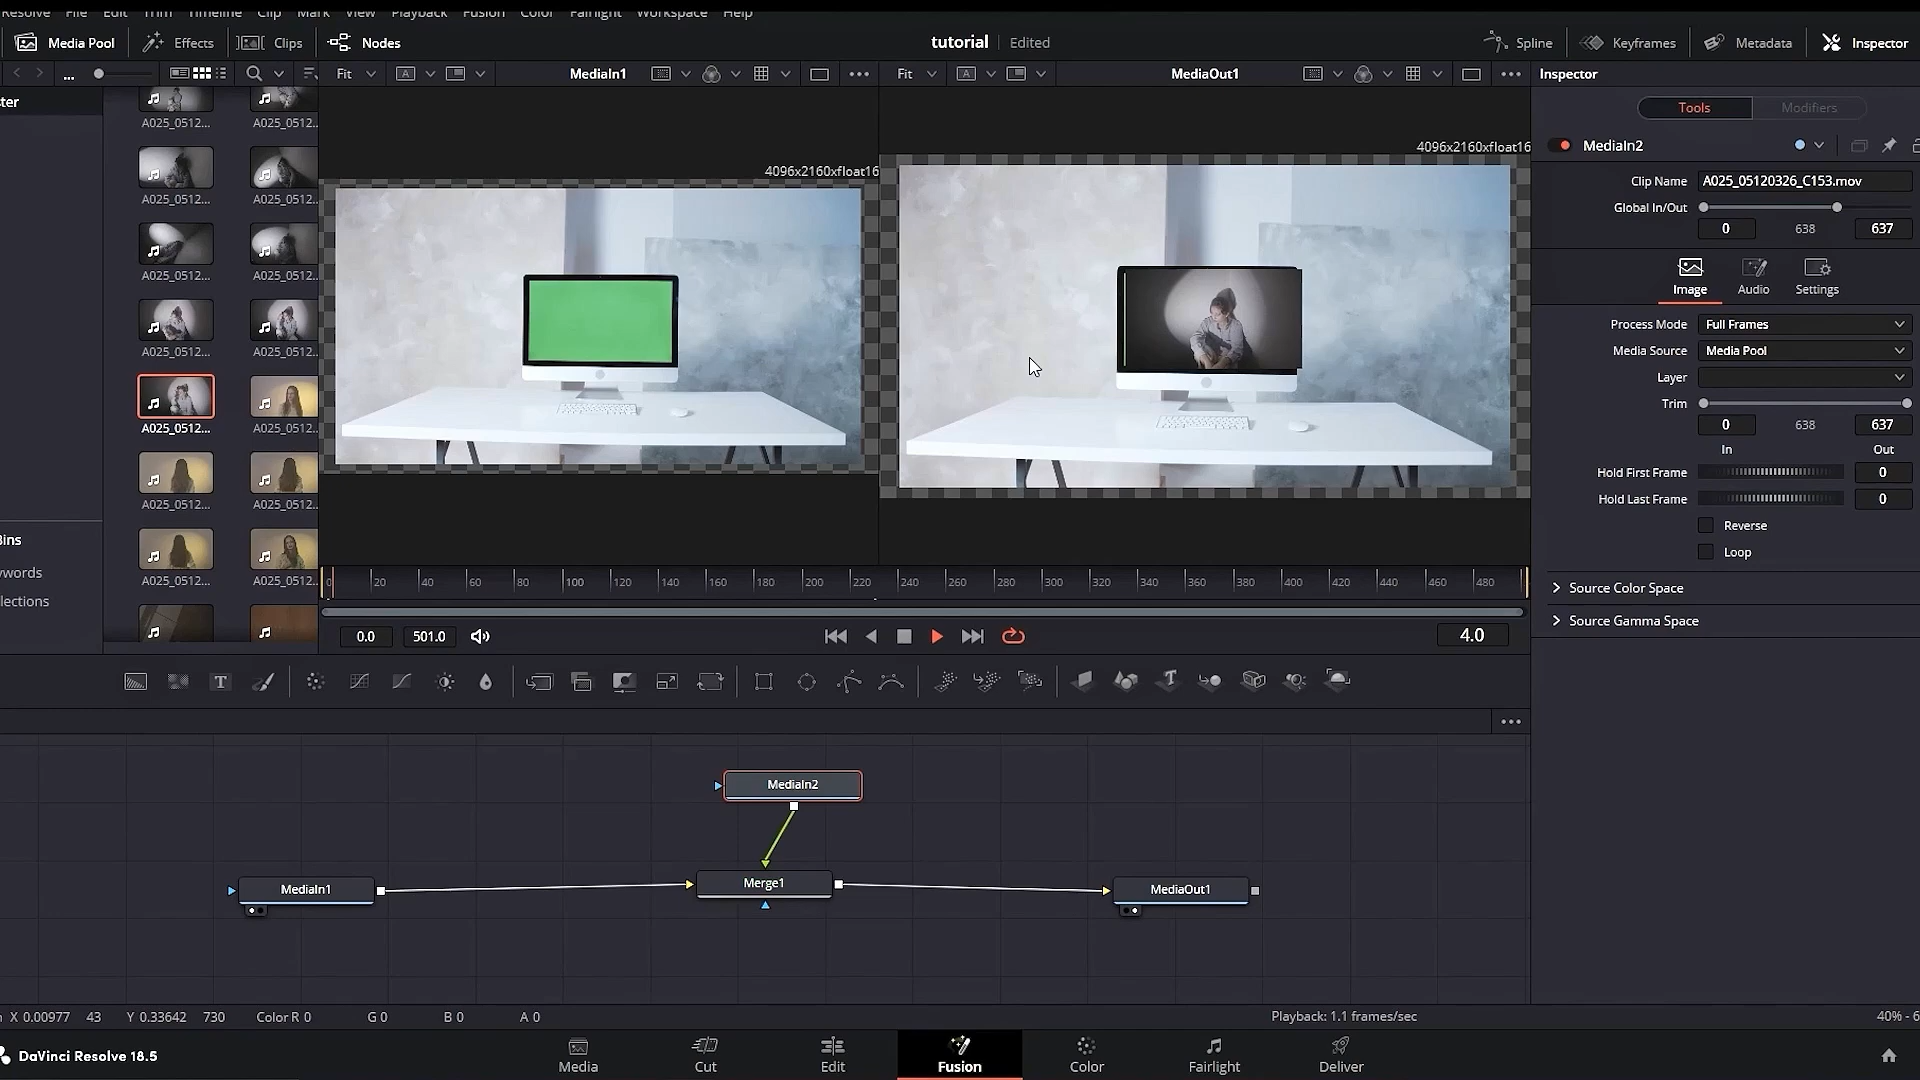 Resolve File Edit Trim Timeline Clip Mark View Playback Fusion Color Fairlight Workspace Help
Media Pool Effects Clips Nodes tutorial Edited Spline Keyframes Metadata Inspector
... Fit MediaIn1 Fit MediaOut1 Inspector
ster
Tools Modifiers
A025_0512... A025_0512...
4096x2160xfloat16 4096x2160xfloat16
MediaIn2
Clip Name A025_05120326_C153.mov
A025_0512... A025_0512...
Global In/Out
0 638 637
A025_0512... A025_0512...
Image Audio Settings
Process Mode Full Frames
A025_0512... A025_0512...
Media Source Media Pool
Layer
Trim
A025_0512... A025_0512...
0 638 637
In Out
Hold First Frame 0
A025_0512... A025_0512...
Hold Last Frame 0
Reverse
Bins
Loop
ywords
A025_0512... A025_0512...
0 20 40 60 80 100 120 140 160 180 200 220 240 260 280 300 320 340 360 380 400 420 440 460 480
Source Color Space
llections
Source Gamma Space
0.0 501.0 4.0
T
MediaIn2
MediaIn1 Merge1 MediaOut1
X 0.00977 43 Y 0.33642 730 Color R 0 G 0 B 0 A 0 Playback: 1.1 frames/sec 40% - 6
DaVinci Resolve 18.5 Media Cut Edit Fusion Color Fairlight Deliver